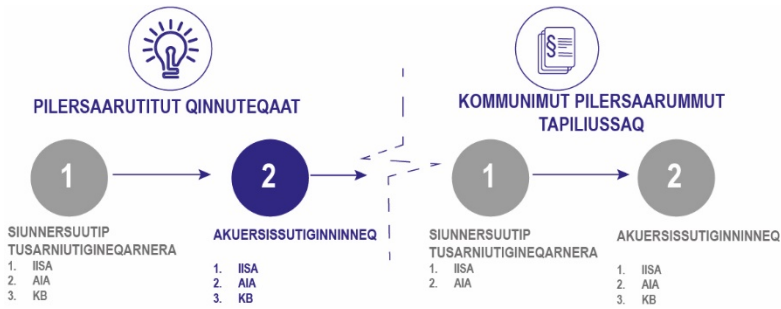 PILERSAARUTITUT QINNUTEQAAT
1
2
SIUNNERSUUTIP
TUSARNIUTIGINEQARNERA
1. IISA
2. AIA
3. KB
AKUERSISSUTIGINNINNEQ
1. IISA
2. AIA
3. KB
§
KOMMUNIMUT PILERSAARUMMUT
TAPILIUSSAQ
1
2
SIUNNERSUUTIP
TUSARNIUTIGINEQARNERA
1. IISA
2. AIA
AKUERSISSUTIGINNINNEQ
1. IISA
2. AIA
3. KB